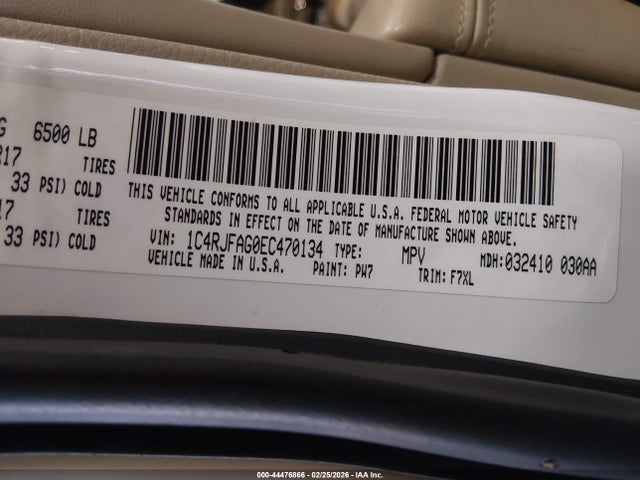 G 6500 LB
R17 TIRES
33 PSI) COLD
17 TIRES
33 PSI) COLD
THIS VEHICLE CONFORMS TO ALL APPLICABLE U.S.A. FEDERAL MOTOR VEHICLE SAFETY
STANDARDS IN EFFECT ON THE DATE OF MANUFACTURE SHOWN ABOVE.
VIN: 1C4RJFAG0EC470134 TYPE: MPV MDH:032410 030AA
VEHICLE MADE IN U.S.A. PAINT: PW7 TRIM: F7XL
000-44476866 - 02/25/2026 - IAA Inc.